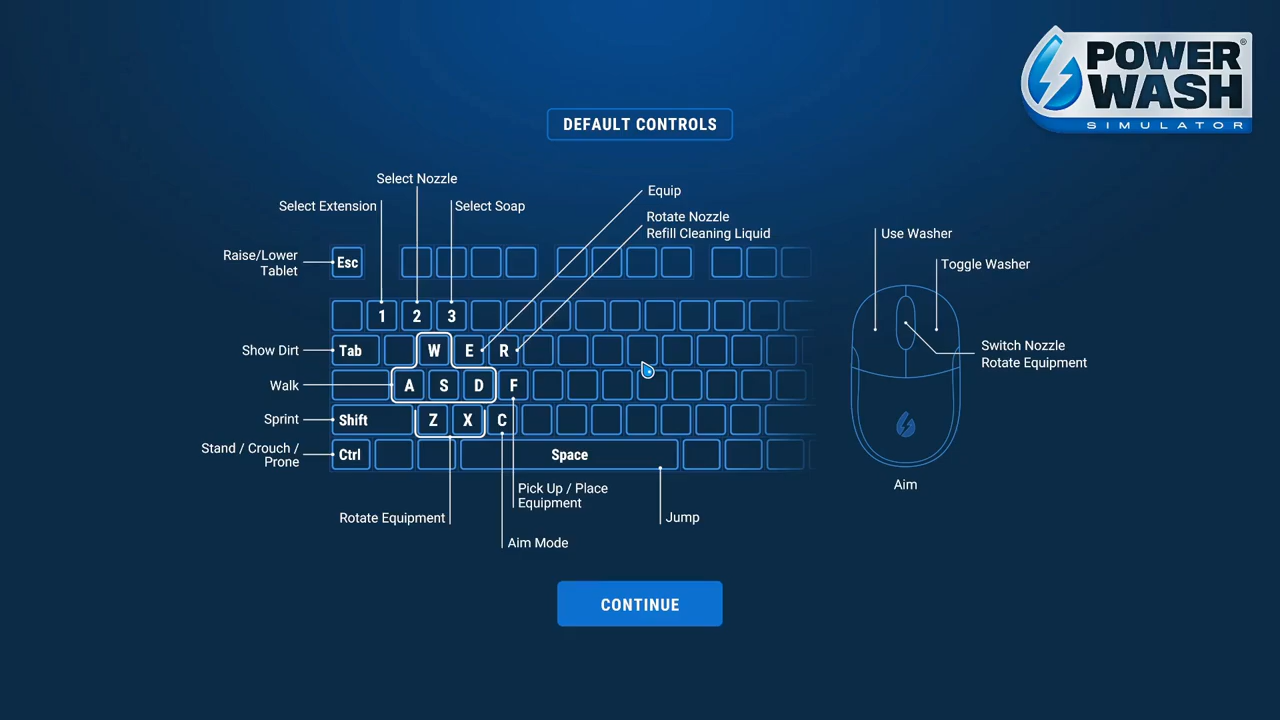 POWER
WASH
®
SIMULATOR
DEFAULT CONTROLS
Select Nozzle
Select Extension
Select Soap
Equip
Rotate Nozzle
Refill Cleaning Liquid
Raise/Lower
Tablet
Esc
1 2 3
Show Dirt
Tab W E R
Walk
A S D F
Sprint
Shift Z X C
Stand / Crouch /
Prone
Ctrl Space
Rotate Equipment
Pick Up / Place
Equipment
Aim Mode
Jump
Use Washer
Toggle Washer
Switch Nozzle
Rotate Equipment
Aim
CONTINUE